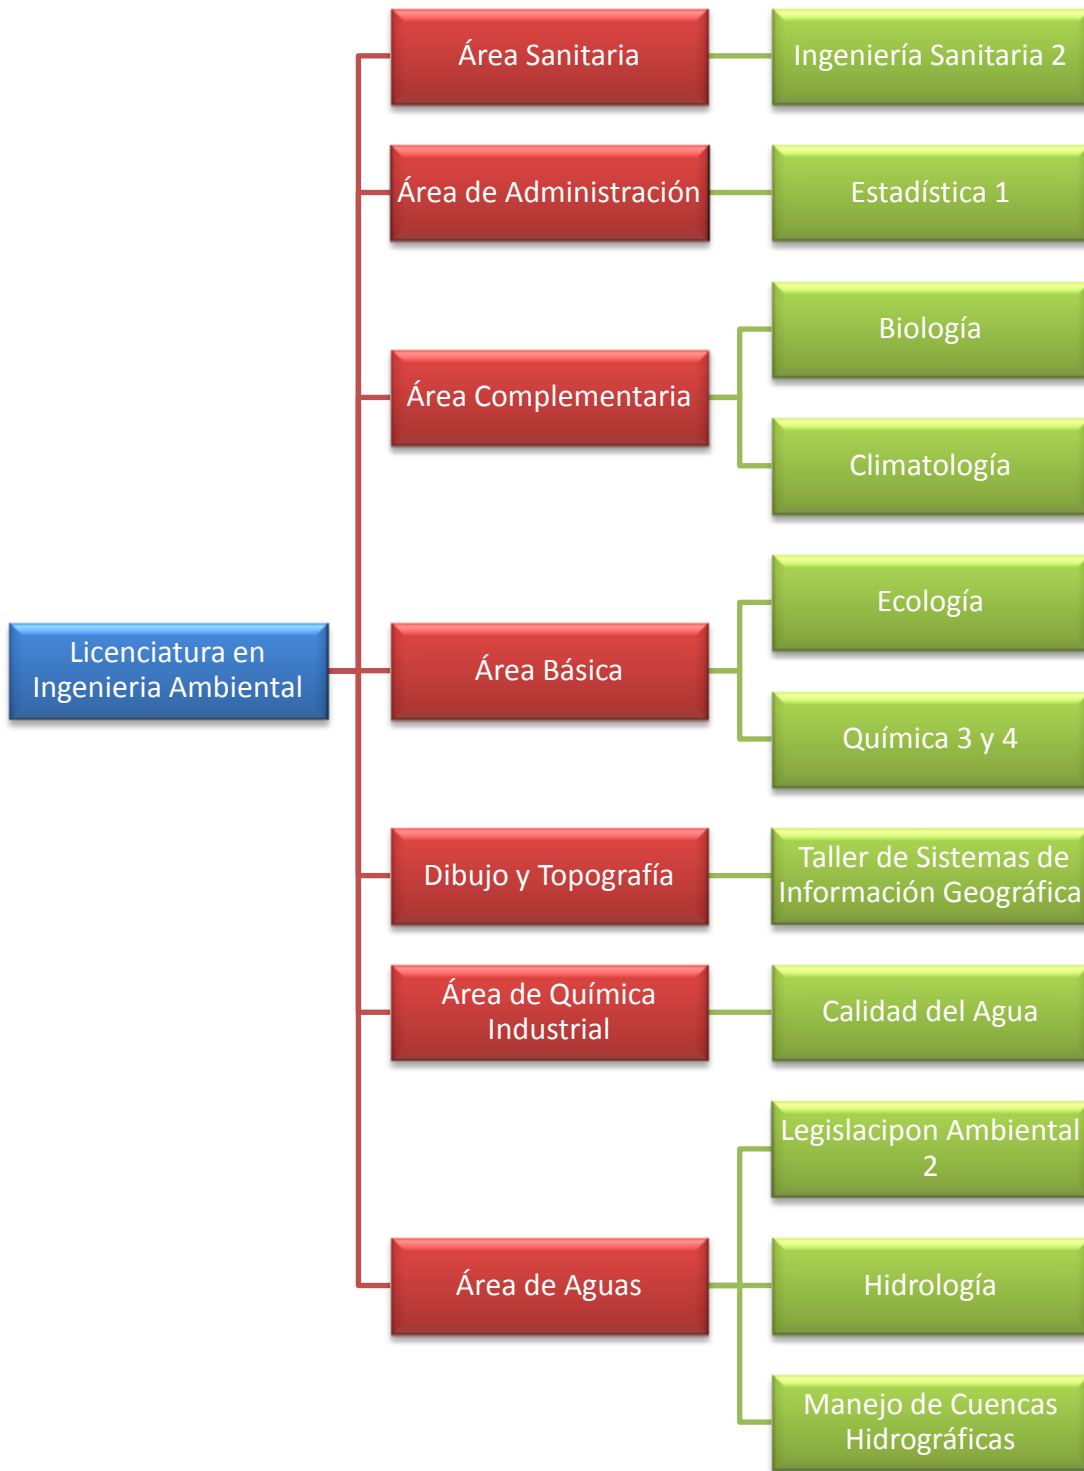 Área Sanitaria
Ingeniería Sanitaria 2
Área de Administración
Estadística 1
Área Complementaria
Biología
Climatología
Licenciatura en
Ingenieria Ambiental
Área Básica
Ecología
Química 3 y 4
Dibujo y Topografía
Taller de Sistemas de
Información Geográfica
Área de Química
Industrial
Calidad del Agua
Área de Aguas
Legislacipon Ambiental
2
Hidrología
Manejo de Cuencas
Hidrográficas